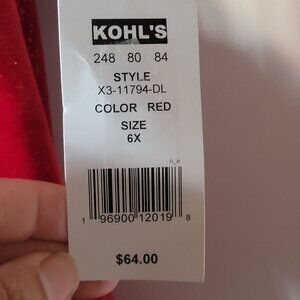 KOHL'S
248 80 84
STYLE
X3-11794-DL
COLOR RED
SIZE
6X
1 96900 12019 8
$64.00